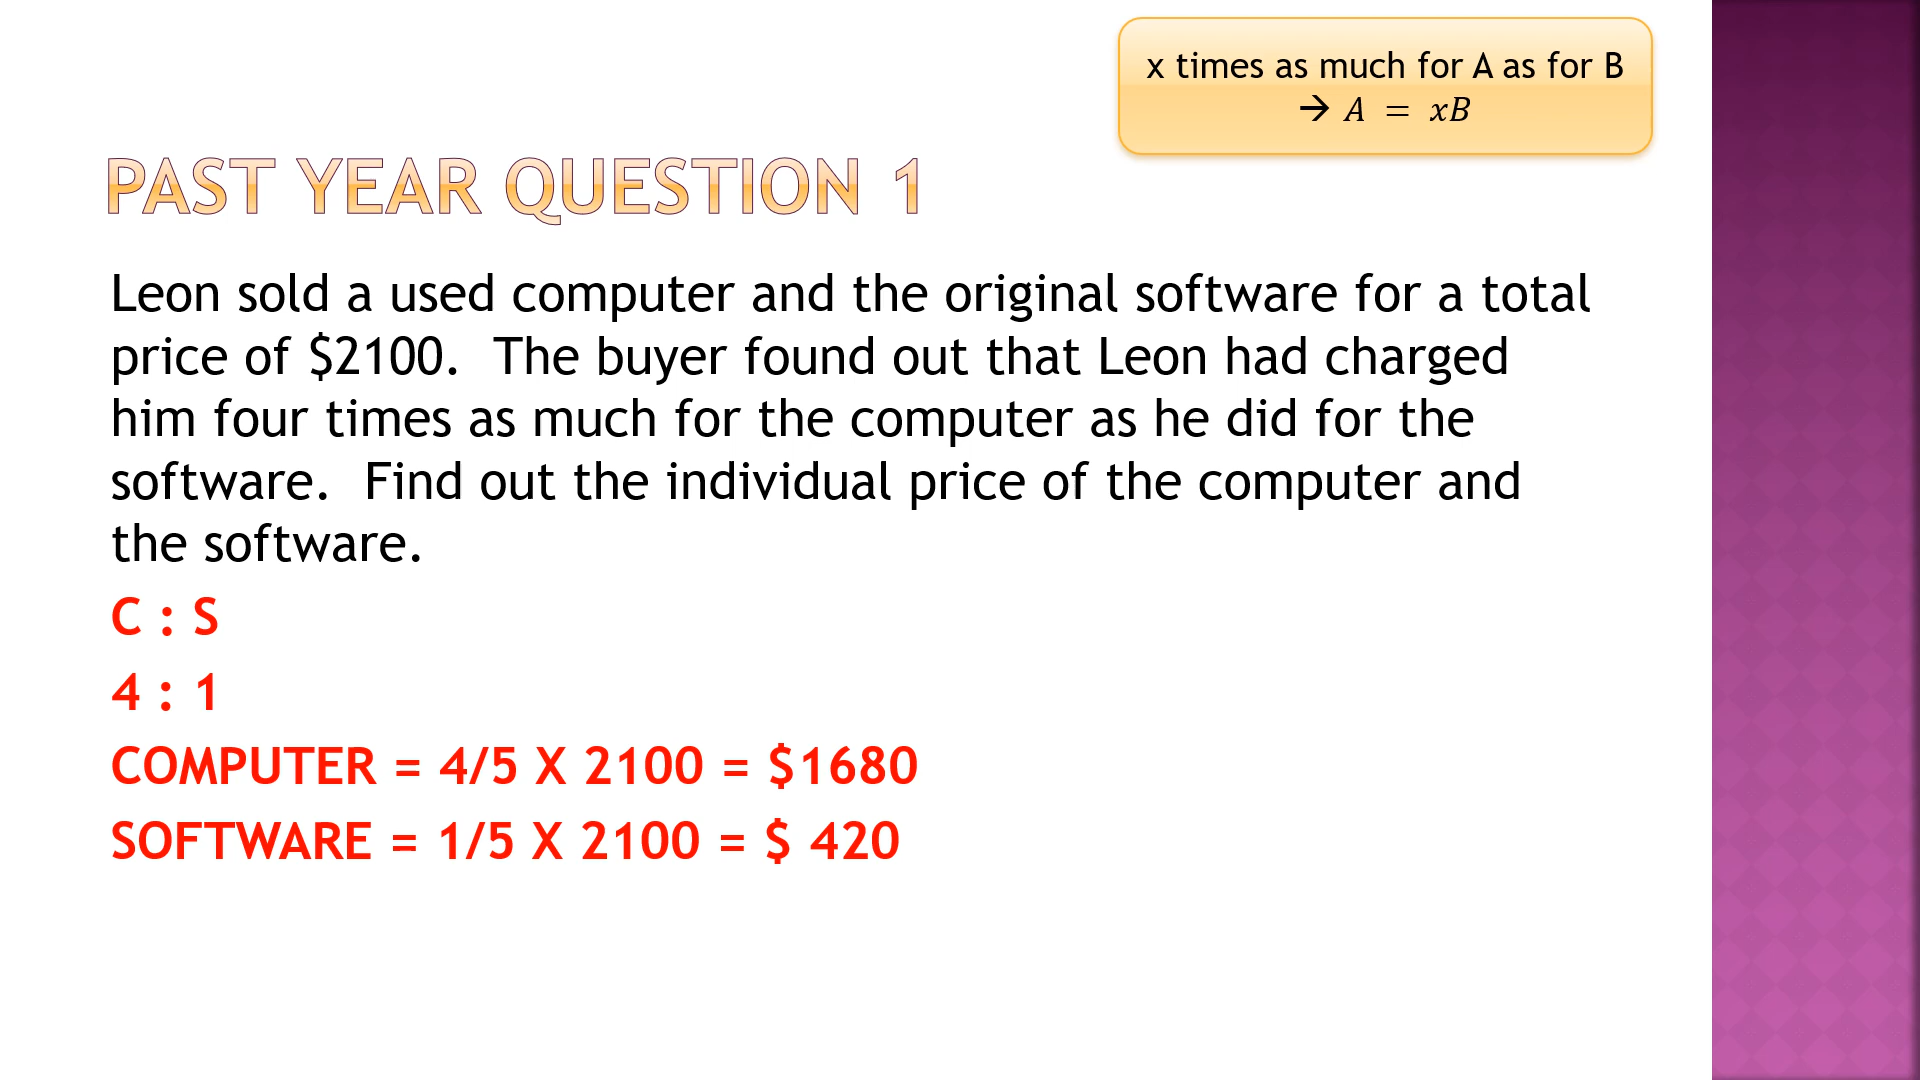 x times as much for A as for B
→ A = xB
PAST YEAR QUESTION 1
Leon sold a used computer and the original software for a total
price of $2100.  The buyer found out that Leon had charged
him four times as much for the computer as he did for the
software.  Find out the individual price of the computer and
the software.
C : S
4 : 1
COMPUTER = 4/5 X 2100 = $1680
SOFTWARE = 1/5 X 2100 = $ 420